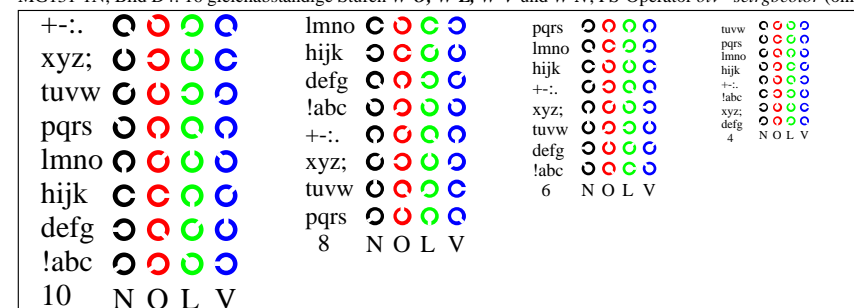 +-:.
xyz;
tuvw
pqrs
lmno
hijk
defg
!abc
10 N O L V
lmno
hijk
defg
!abc
+-:.
xyz;
tuvw
pqrs
8 N O L V
pqrs
lmno
hijk
+-:.
xyz;
tuvw
defg
!abc
6 N O L V
tuvw
pqrs
lmno
hijk
+-:.
!abc
xyz;
defg
4 N O L V